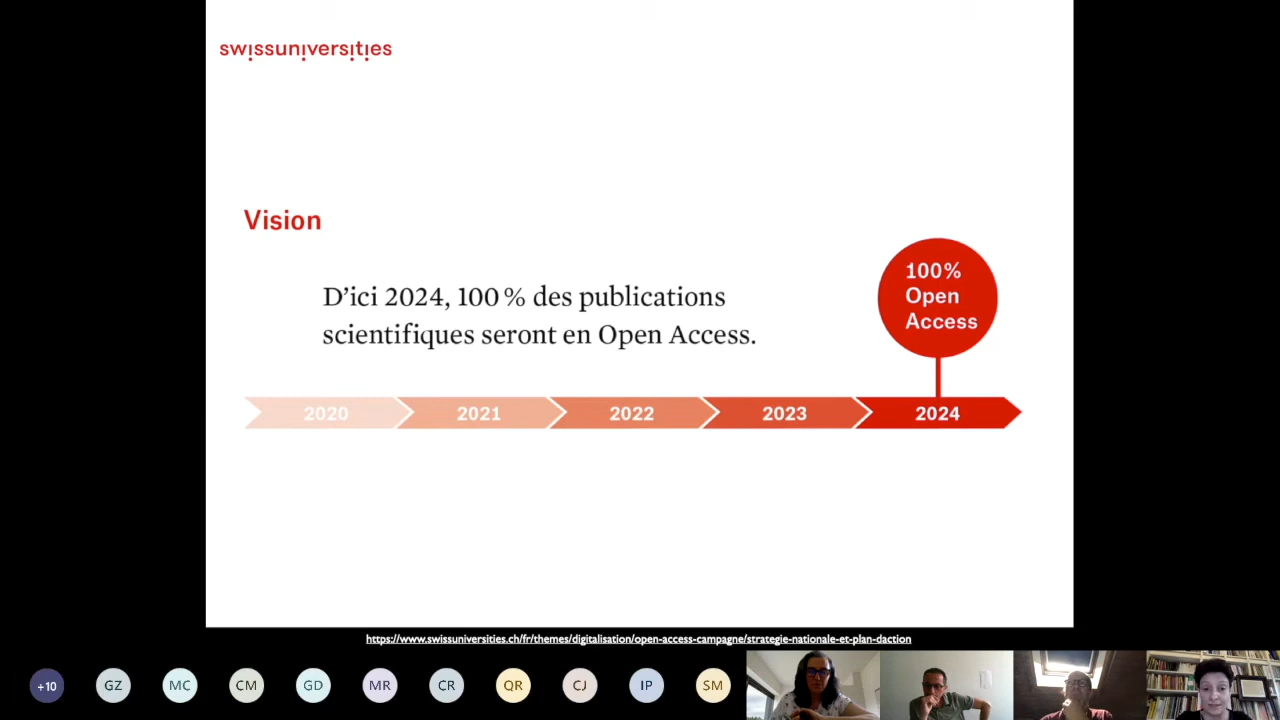 swissuniversities
Vision
D’ici 2024, 100 % des publications
scientifiques seront en Open Access.
100%
Open
Access
2020
2021
2022
2023
2024
https://www.swissuniversities.ch/fr/themes/digitalisation/open-access-campagne/strategie-nationale-et-plan-daction
+10
GZ
MC
CM
GD
MR
CR
QR
CJ
IP
SM